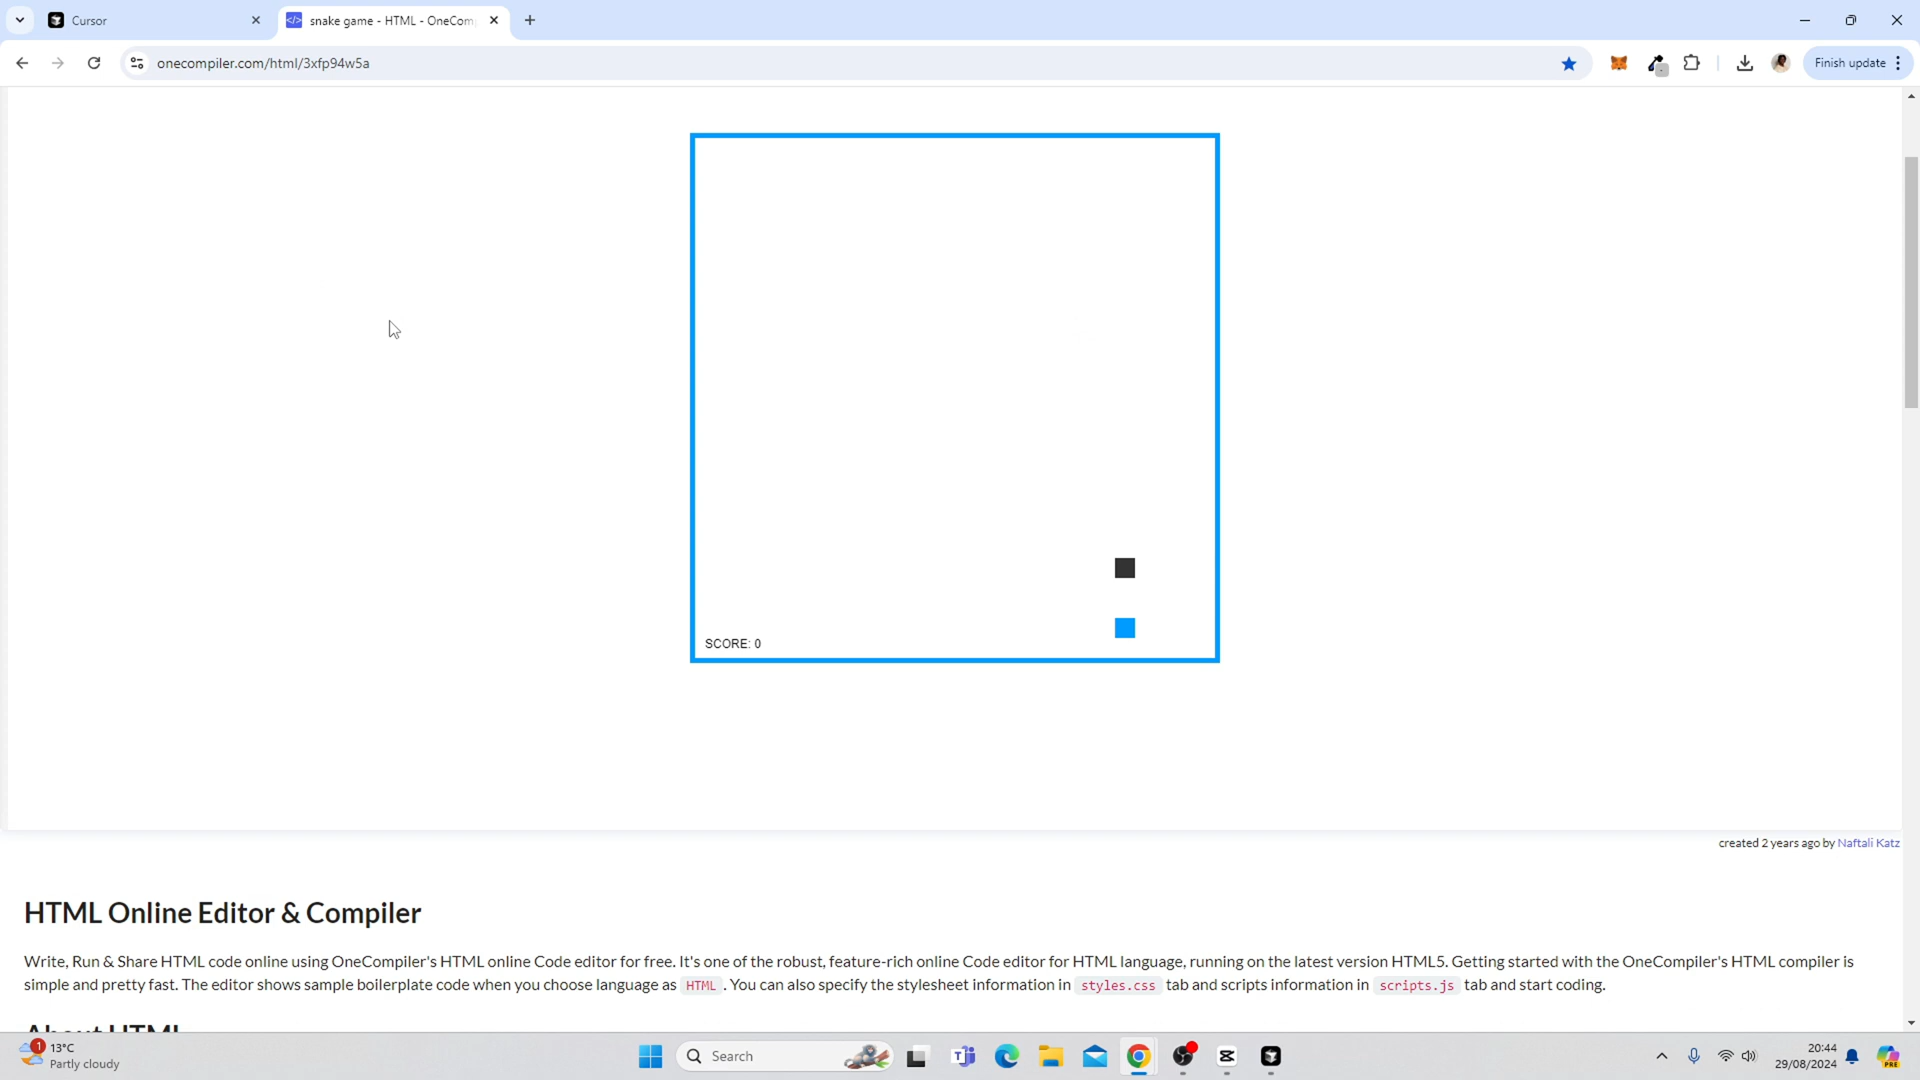 Cursor
snake game - HTML - OneCom
onecompiler.com/html/3xfp94w5a
Finish update
SCORE: 0
created 2 years ago by Naftali Katz
HTML Online Editor & Compiler
Write, Run & Share HTML code online using OneCompiler's HTML online Code editor for free. It's one of the robust, feature-rich online Code editor for HTML language, running on the latest version HTML5. Getting started with the OneCompiler's HTML compiler is
simple and pretty fast. The editor shows sample boilerplate code when you choose language as HTML . You can also specify the stylesheet information in styles.css tab and scripts information in scripts.js tab and start coding.
About HTML
1
13°C
Partly cloudy
Search
20:44
29/08/2024
PRE